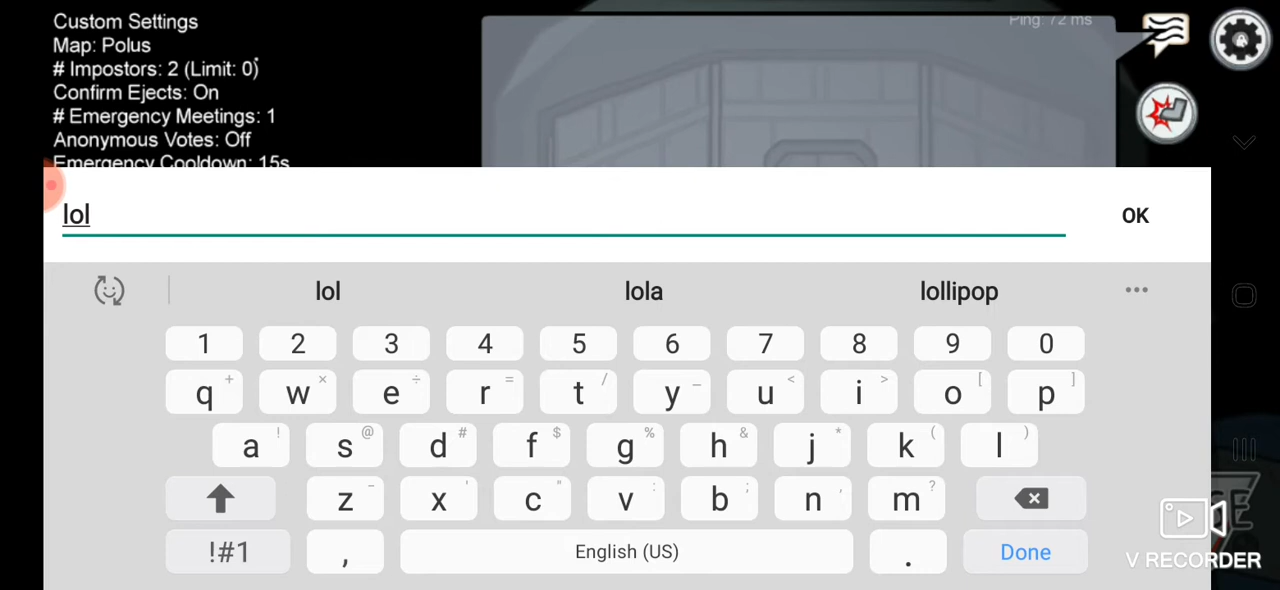 Custom Settings
Map: Polus
# Impostors: 2 (Limit: 0)
Confirm Ejects: On
# Emergency Meetings: 1
Anonymous Votes: Off
Emergency Cooldown: 15s
Ping: 72 ms
lol
OK
lol lola lollipop ...
1 2 3 4 5 6 7 8 9 0
q + w × e ÷ r = t / y _ u < i > o [ p ]
a ! s @ d # f $ g % h & j * k ( l )
z - x ' c " v : b ; n , m ?
!#1 , English (US) . Done
V RECORDER